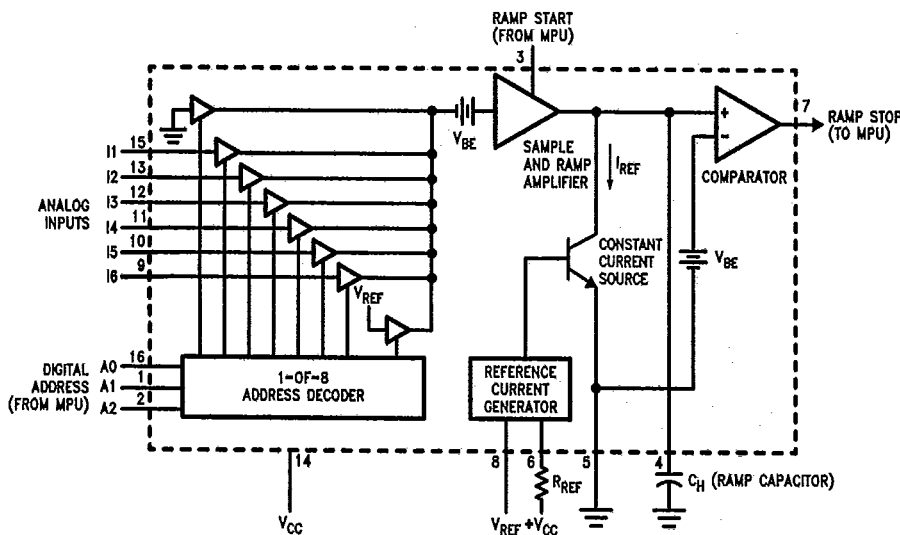 RAMP START
(FROM MPU)
3
7
RAMP STOP
(TO MPU)
+
−
V_BE
SAMPLE
AND RAMP
AMPLIFIER
I_REF
COMPARATOR
I1 15
I2 13
I3 12
I4 11
I5 10
I6 9
ANALOG
INPUTS
V_REF
CONSTANT
CURRENT
SOURCE
V_BE
DIGITAL
ADDRESS
(FROM MPU)
A0 16
A1 1
A2 2
1-OF-8
ADDRESS DECODER
REFERENCE
CURRENT
GENERATOR
14
8
6
5
4
R_REF
C_H (RAMP CAPACITOR)
V_CC
V_REF
+V_CC